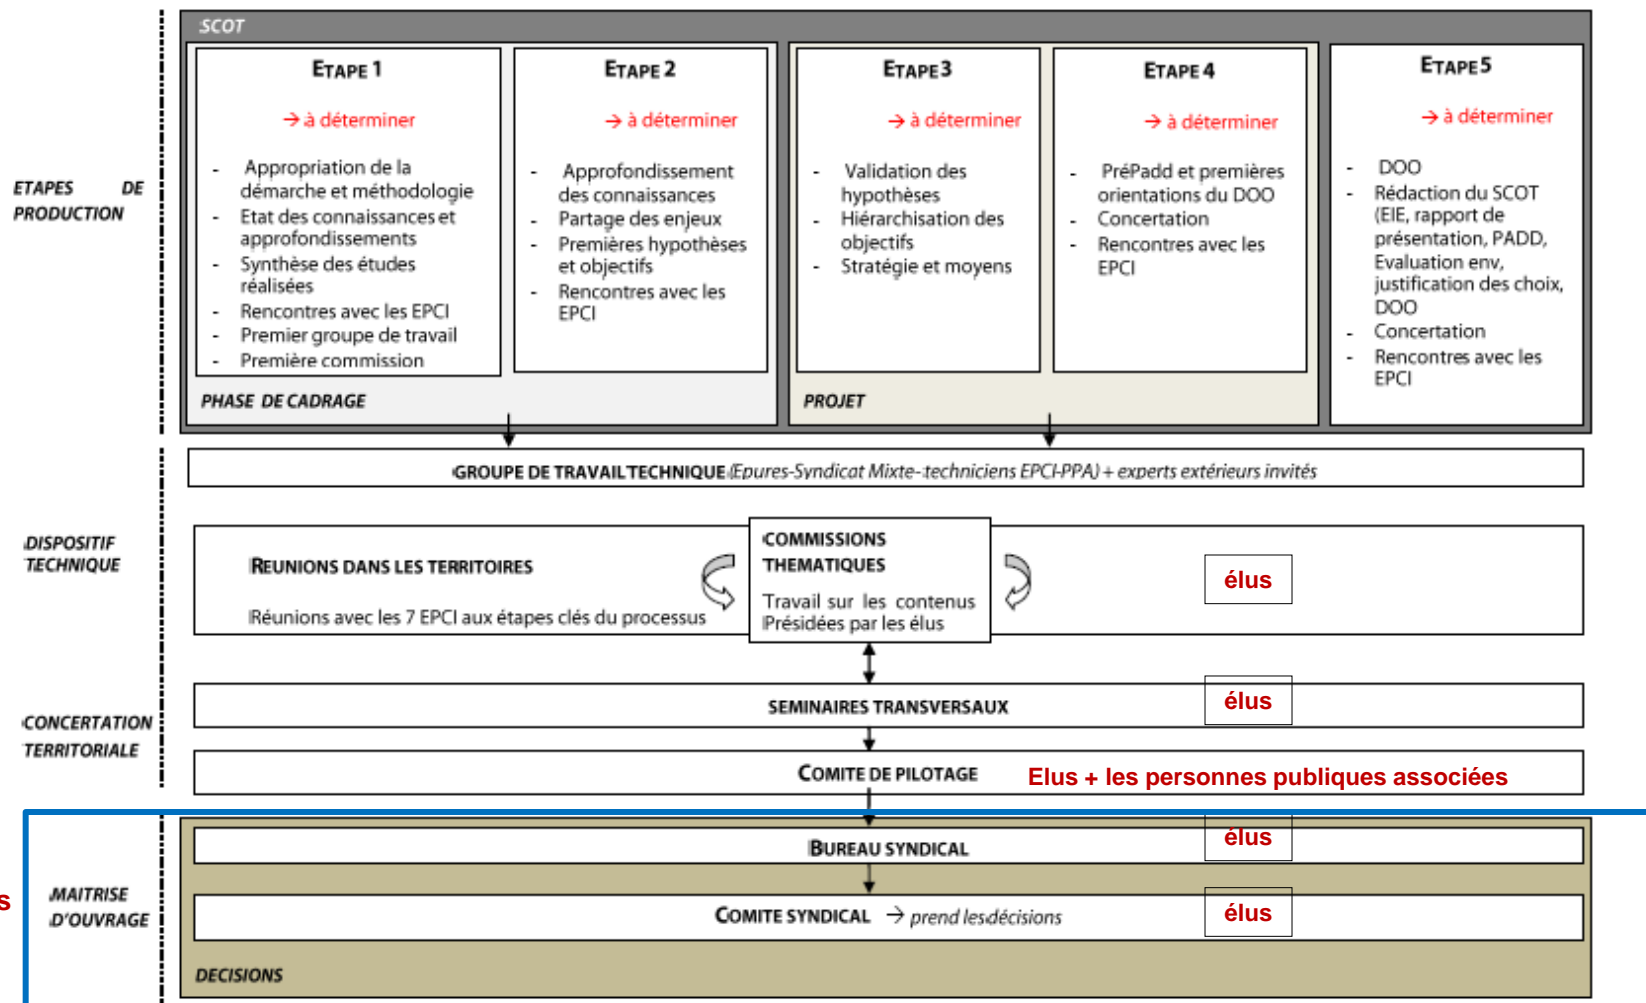 SCOT
ETAPES DE
PRODUCTION
ETAPE 1
→ à déterminer
- Appropriation de la
démarche et méthodologie
- Etat des connaissances et
approfondissements
- Synthèse des études
réalisées
- Rencontres avec les EPCI
- Premier groupe de travail
- Première commission
ETAPE 2
→ à déterminer
- Approfondissement
des connaissances
- Partage des enjeux
- Premières hypothèses
et objectifs
- Rencontres avec les
EPCI
PHASE DE CADRAGE
ETAPE 3
→ à déterminer
- Validation des
hypothèses
- Hiérarchisation des
objectifs
- Stratégie et moyens
ETAPE 4
→ à déterminer
- PréPadd et premières
orientations du DOO
- Concertation
- Rencontres avec les
EPCI
PROJET
ETAPE 5
→ à déterminer
- DOO
- Rédaction du SCOT
(EIE, rapport de
présentation, PADD,
Evaluation env,
justification des choix,
DOO
- Concertation
- Rencontres avec les
EPCI
GROUPE DE TRAVAIL TECHNIQUE (Epures-Syndicat Mixte-techniciens EPCI-PPA) + experts extérieurs invités
DISPOSITIF
TECHNIQUE
REUNIONS DANS LES TERRITOIRES
Réunions avec les 7 EPCI aux étapes clés du processus
COMMISSIONS
THEMATIQUES
Travail sur les contenus
Présidées par les élus
élus
CONCERTATION
TERRITORIALE
SEMINAIRES TRANSVERSAUX
élus
COMITE DE PILOTAGE
Elus + les personnes publiques associées
s
MAITRISE
D'OUVRAGE
BUREAU SYNDICAL
élus
COMITE SYNDICAL → prend les décisions
élus
DECISIONS